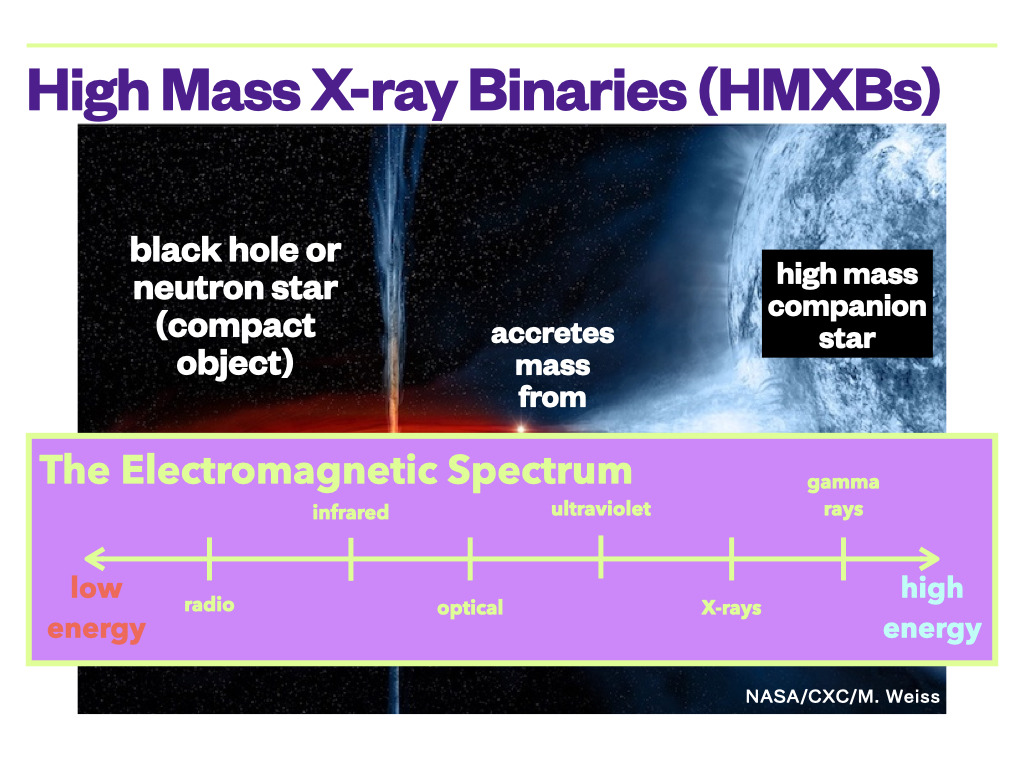 High Mass X-ray Binaries (HMXBs)
black hole or
neutron star
(compact
object)
accretes
mass
from
high mass
companion
star
The Electromagnetic Spectrum
low
energy
radio
infrared
optical
ultraviolet
X-rays
gamma
rays
high
energy
NASA/CXC/M. Weiss